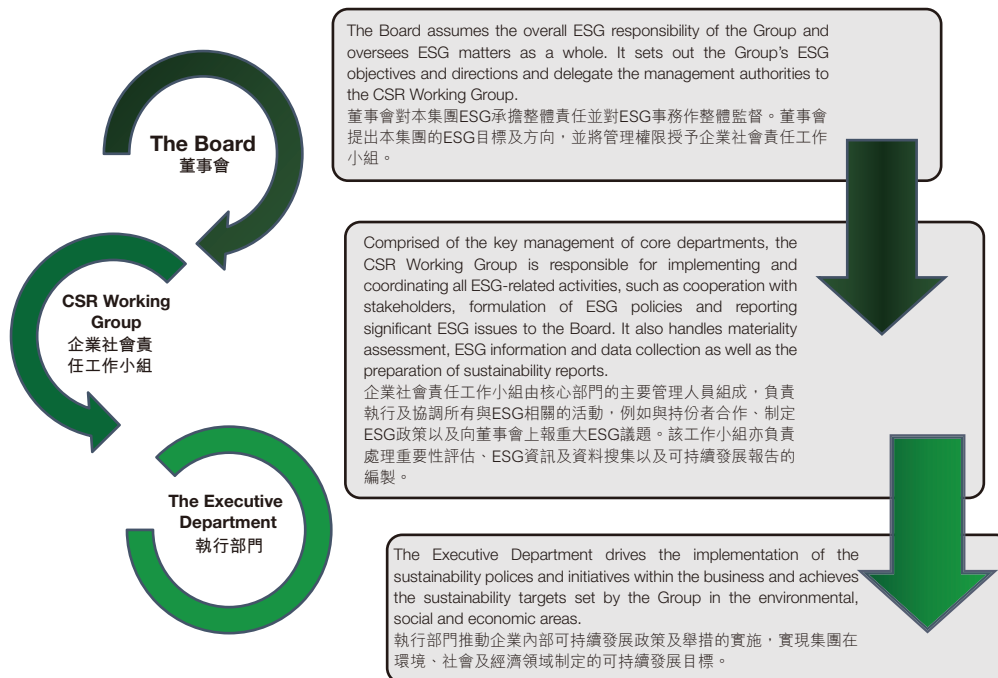 The Board
董事會
The Board assumes the overall ESG responsibility of the Group and
oversees ESG matters as a whole. It sets out the Group's ESG
objectives and directions and delegate the management authorities to
the CSR Working Group.
董事會對本集團ESG承擔整體責任並對ESG事務作整體監督。董事會
提出本集團的ESG目標及方向，並將管理權限授予企業社會責任工作
小組。
CSR Working
Group
企業社會責
任工作小組
Comprised of the key management of core departments, the
CSR Working Group is responsible for implementing and
coordinating all ESG-related activities, such as cooperation with
stakeholders, formulation of ESG policies and reporting
significant ESG issues to the Board. It also handles materiality
assessment, ESG information and data collection as well as the
preparation of sustainability reports.
企業社會責任工作小組由核心部門的主要管理人員組成，負責
執行及協調所有與ESG相關的活動，例如與持份者合作、制定
ESG政策以及向董事會上報重大ESG議題。該工作小組亦負責
處理重要性評估、ESG資訊及資料搜集以及可持續發展報告的
編製。
The Executive
Department
執行部門
The Executive Department drives the implementation of the
sustainability polices and initiatives within the business and achieves
the sustainability targets set by the Group in the environmental,
social and economic areas.
執行部門推動企業內部可持續發展政策及舉措的實施，實現集團在
環境、社會及經濟領域制定的可持續發展目標。